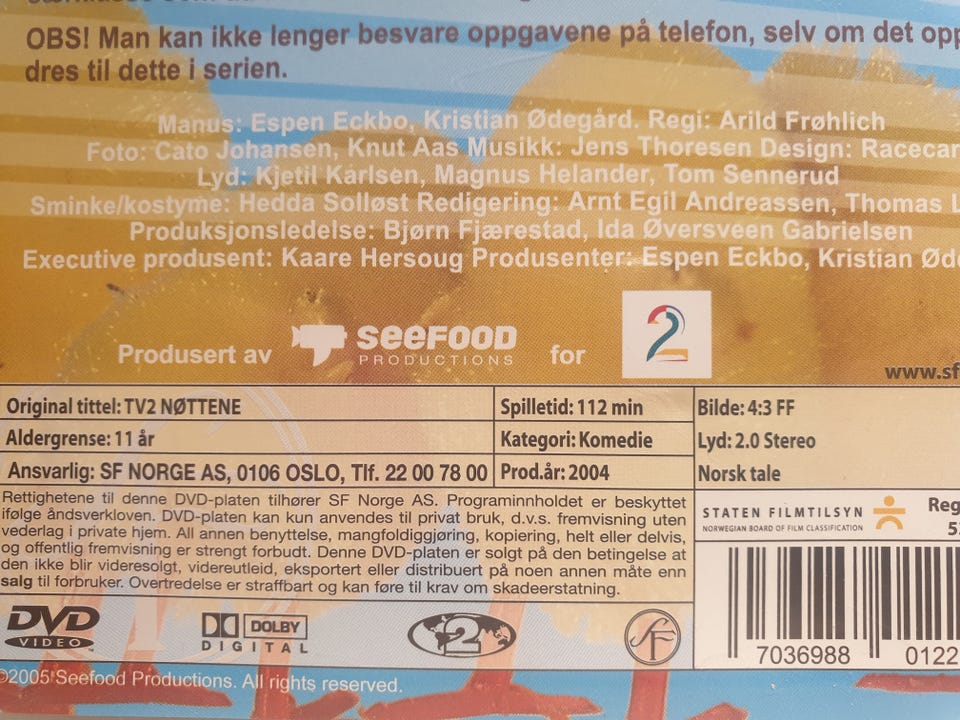 OBS! Man kan ikke lenger besvare oppgavene på telefon, selv om det opp
dres til dette i serien.
Manus: Espen Eckbo, Kristian Ødegård. Regi: Arild Frøhlich
Foto: Cato Johansen, Knut Aas Musikk: Jens Thoresen Design: Racecar
Lyd: Kjetil Karlsen, Magnus Helander, Tom Sennerud
Sminke/kostyme: Hedda Solløst Redigering: Arnt Egil Andreassen, Thomas L
Produksjonsledelse: Bjørn Fjærestad, Ida Øversveen Gabrielsen
Executive produsent: Kaare Hersoug Produsenter: Espen Eckbo, Kristian Øde
Produsert av SEEFOOD PRODUCTIONS for 2
www.sf
Original tittel: TV2 NØTTENE
Spilletid: 112 min
Bilde: 4:3 FF
Aldergrense: 11 år
Kategori: Komedie
Lyd: 2.0 Stereo
Ansvarlig: SF NORGE AS, 0106 OSLO, Tlf. 22 00 78 00
Prod.år: 2004
Norsk tale
Rettighetene til denne DVD-platen tilhører SF Norge AS. Programinnholdet er beskyttet
ifølge åndsverkloven. DVD-platen kan kun anvendes til privat bruk, d.v.s. fremvisning uten
vederlag i private hjem. All annen benyttelse, mangfoldiggjøring, kopiering, helt eller delvis,
og offentlig fremvisning er strengt forbudt. Denne DVD-platen er solgt på den betingelse at
den ikke blir videresolgt, videreutleid, eksportert eller distribuert på noen annen måte enn
salg til forbruker. Overtredelse er straffbart og kan føre til krav om skadeerstatning.
STATEN FILMTILSYN
NORWEGIAN BOARD OF FILM CLASSIFICATION
Reg
53
DVD
VIDEO
DOLBY
DIGITAL
2
SF
7036988 0122
©2005 Seefood Productions. All rights reserved.